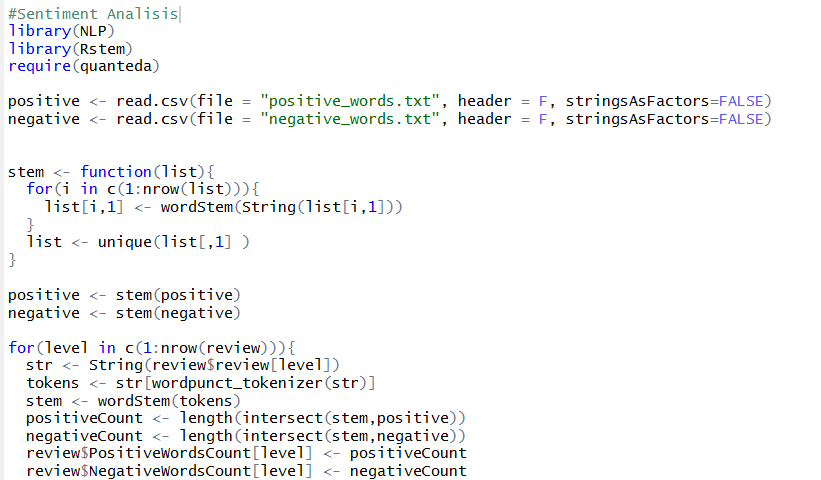 #Sentiment Analisis
library(NLP)
library(Rstem)
require(quanteda)

positive <- read.csv(file = "positive_words.txt", header = F, stringsAsFactors=FALSE)
negative <- read.csv(file = "negative_words.txt", header = F, stringsAsFactors=FALSE)


stem <- function(list){
  for(i in c(1:nrow(list))){
    list[i,1] <- wordStem(String(list[i,1]))
  }
  list <- unique(list[,1] )
}

positive <- stem(positive)
negative <- stem(negative)

for(level in c(1:nrow(review))){
  str <- String(review$review[level])
  tokens <- str[wordpunct_tokenizer(str)]
  stem <- wordStem(tokens)
  positiveCount <- length(intersect(stem,positive))
  negativeCount <- length(intersect(stem,negative))
  review$PositiveWordsCount[level] <- positiveCount
  review$NegativeWordsCount[level] <- negativeCount